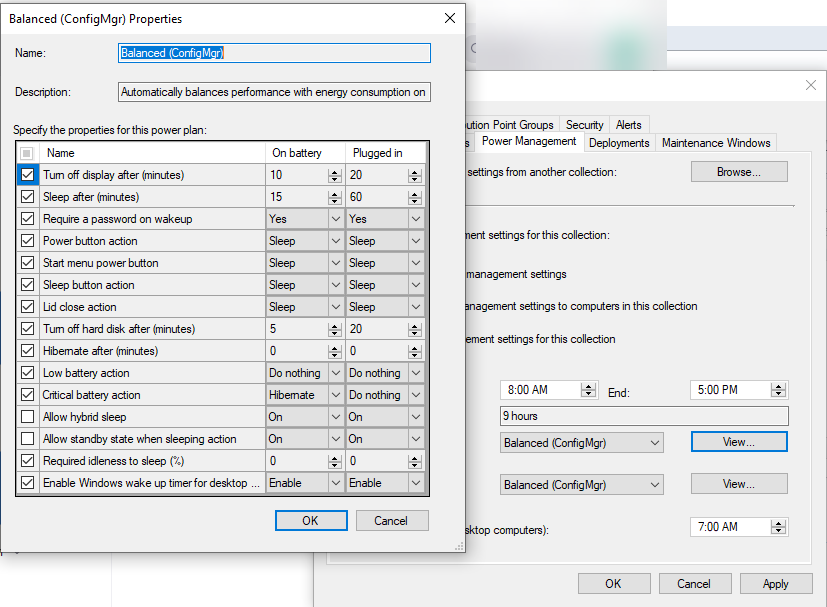 Balanced (ConfigMgr) Properties
Name:
Balanced (ConfigMgr)
Description:
Automatically balances performance with energy consumption on
Specify the properties for this power plan:
Name On battery Plugged in
Turn off display after (minutes) 10 20
Sleep after (minutes) 15 60
Require a password on wakeup Yes Yes
Power button action Sleep Sleep
Start menu power button Sleep Sleep
Sleep button action Sleep Sleep
Lid close action Sleep Sleep
Turn off hard disk after (minutes) 5 20
Hibernate after (minutes) 0 0
Low battery action Do nothing Do nothing
Critical battery action Hibernate Do nothing
Allow hybrid sleep On On
Allow standby state when sleeping action On On
Required idleness to sleep (%) 0 0
Enable Windows wake up timer for desktop ... Enable Enable
OK Cancel
ution Point Groups Security Alerts
s Power Management Deployments Maintenance Windows
settings from another collection: Browse...
ment settings for this collection:
management settings
anagement settings to computers in this collection
ement settings for this collection
8:00 AM End: 5:00 PM
9 hours
Balanced (ConfigMgr) View...
Balanced (ConfigMgr) View...
sktop computers): 7:00 AM
OK Cancel Apply